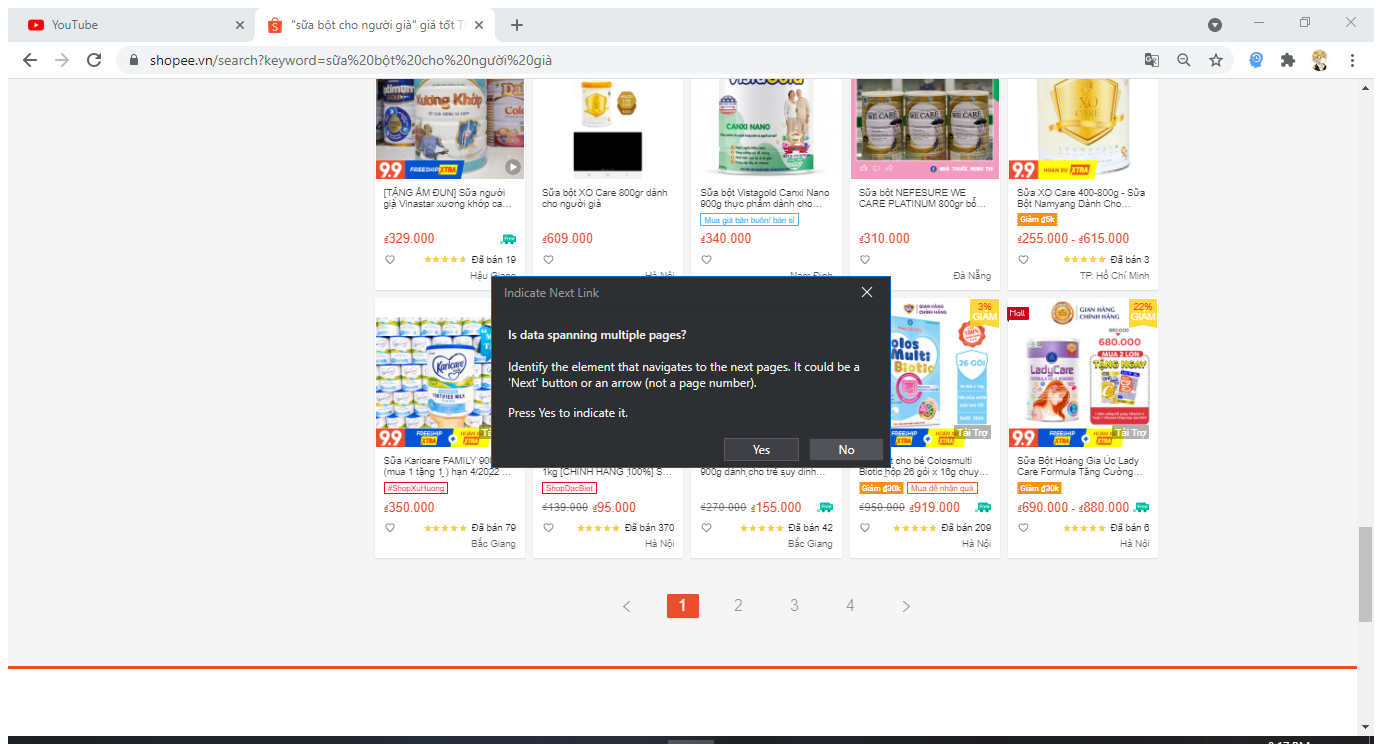 YouTube
"sữa bột cho người già" giá tốt T
shopee.vn/search?keyword=sữa%20bột%20cho%20người%20già
Xương Khớp
CANXI NANO
WE CARE WE CARE WE CARE
XO
CARE
9.9 FREESHIP XTRA
NHÀ THUỐC MINH THI
9.9 HOÀN XU XTRA
[TẶNG ẤM ĐUN] Sữa người
già Vinastar xương khớp ca...
Sữa bột XO Care 800gr dành
cho người già
Sữa bột Vistagold Canxi Nano
900g thực phẩm dành cho...
Sữa bột NEFESURE WE
CARE PLATINUM 800gr bổ...
Sữa XO Care 400-800g - Sữa
Bột Namyang Dành Cho...
Mua giá bán buôn/ bán sỉ
Giảm ₫5k
₫329.000
₫609.000
₫340.000
₫310.000
₫255.000 - ₫615.000
Đã bán 19
Đã bán 3
Hậu Giang
Hà Nội
Nam Định
Đà Nẵng
TP. Hồ Chí Minh
Indicate Next Link
Is data spanning multiple pages?
Identify the element that navigates to the next pages. It could be a
'Next' button or an arrow (not a page number).
Press Yes to indicate it.
Yes
No
Karicare
FORTIFIED MILK
9.9 FREESHIP XTRA
GIAN HÀNG
CHÍNH HÃNG
3%
GIẢM
olos
Multi
Biotic
26 GÓI
Tài Trợ
Mall
GIAN HÀNG
CHÍNH HÃNG
22%
GIẢM
880.000
680.000
MUA 2 LON
TẶNG NGAY
LadyCare
9.9 FREESHIP XTRA
Tài Trợ
Sữa Karicare FAMILY 90
(mua 1 tặng 1 ) hạn 4/2022 ...
1kg [CHÍNH HÃNG 100%] S...
900g dành cho trẻ suy dinh...
cho bé Colosmulti
Biotic hộp 26 gói x 16g chuy...
Sữa Bột Hoàng Gia Úc Lady
Care Formula Tăng Cường...
#ShopXuHuong
ShopDacBiet
Giảm ₫30k
Mua để nhận quà
Giảm ₫30k
₫350.000
₫139.000 ₫95.000
₫270.000 ₫155.000
₫950.000 ₫919.000
₫690.000 - ₫880.000
Đã bán 79
Đã bán 370
Đã bán 42
Đã bán 209
Đã bán 6
Bắc Giang
Hà Nội
Bắc Giang
Hà Nội
Hà Nội
< 1 2 3 4 >